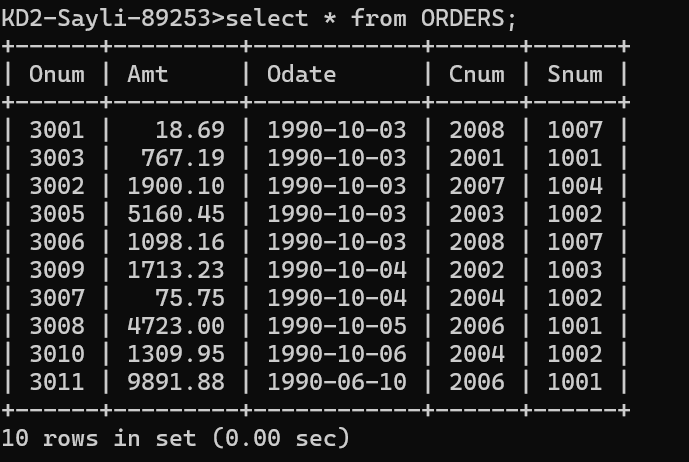 KD2-Sayli-89253>select * from ORDERS;
+------+---------+------------+------+------+
| Onum | Amt     | Odate      | Cnum | Snum |
+------+---------+------------+------+------+
| 3001 |   18.69 | 1990-10-03 | 2008 | 1007 |
| 3003 |  767.19 | 1990-10-03 | 2001 | 1001 |
| 3002 | 1900.10 | 1990-10-03 | 2007 | 1004 |
| 3005 | 5160.45 | 1990-10-03 | 2003 | 1002 |
| 3006 | 1098.16 | 1990-10-03 | 2008 | 1007 |
| 3009 | 1713.23 | 1990-10-04 | 2002 | 1003 |
| 3007 |   75.75 | 1990-10-04 | 2004 | 1002 |
| 3008 | 4723.00 | 1990-10-05 | 2006 | 1001 |
| 3010 | 1309.95 | 1990-10-06 | 2004 | 1002 |
| 3011 | 9891.88 | 1990-06-10 | 2006 | 1001 |
+------+---------+------------+------+------+
10 rows in set (0.00 sec)